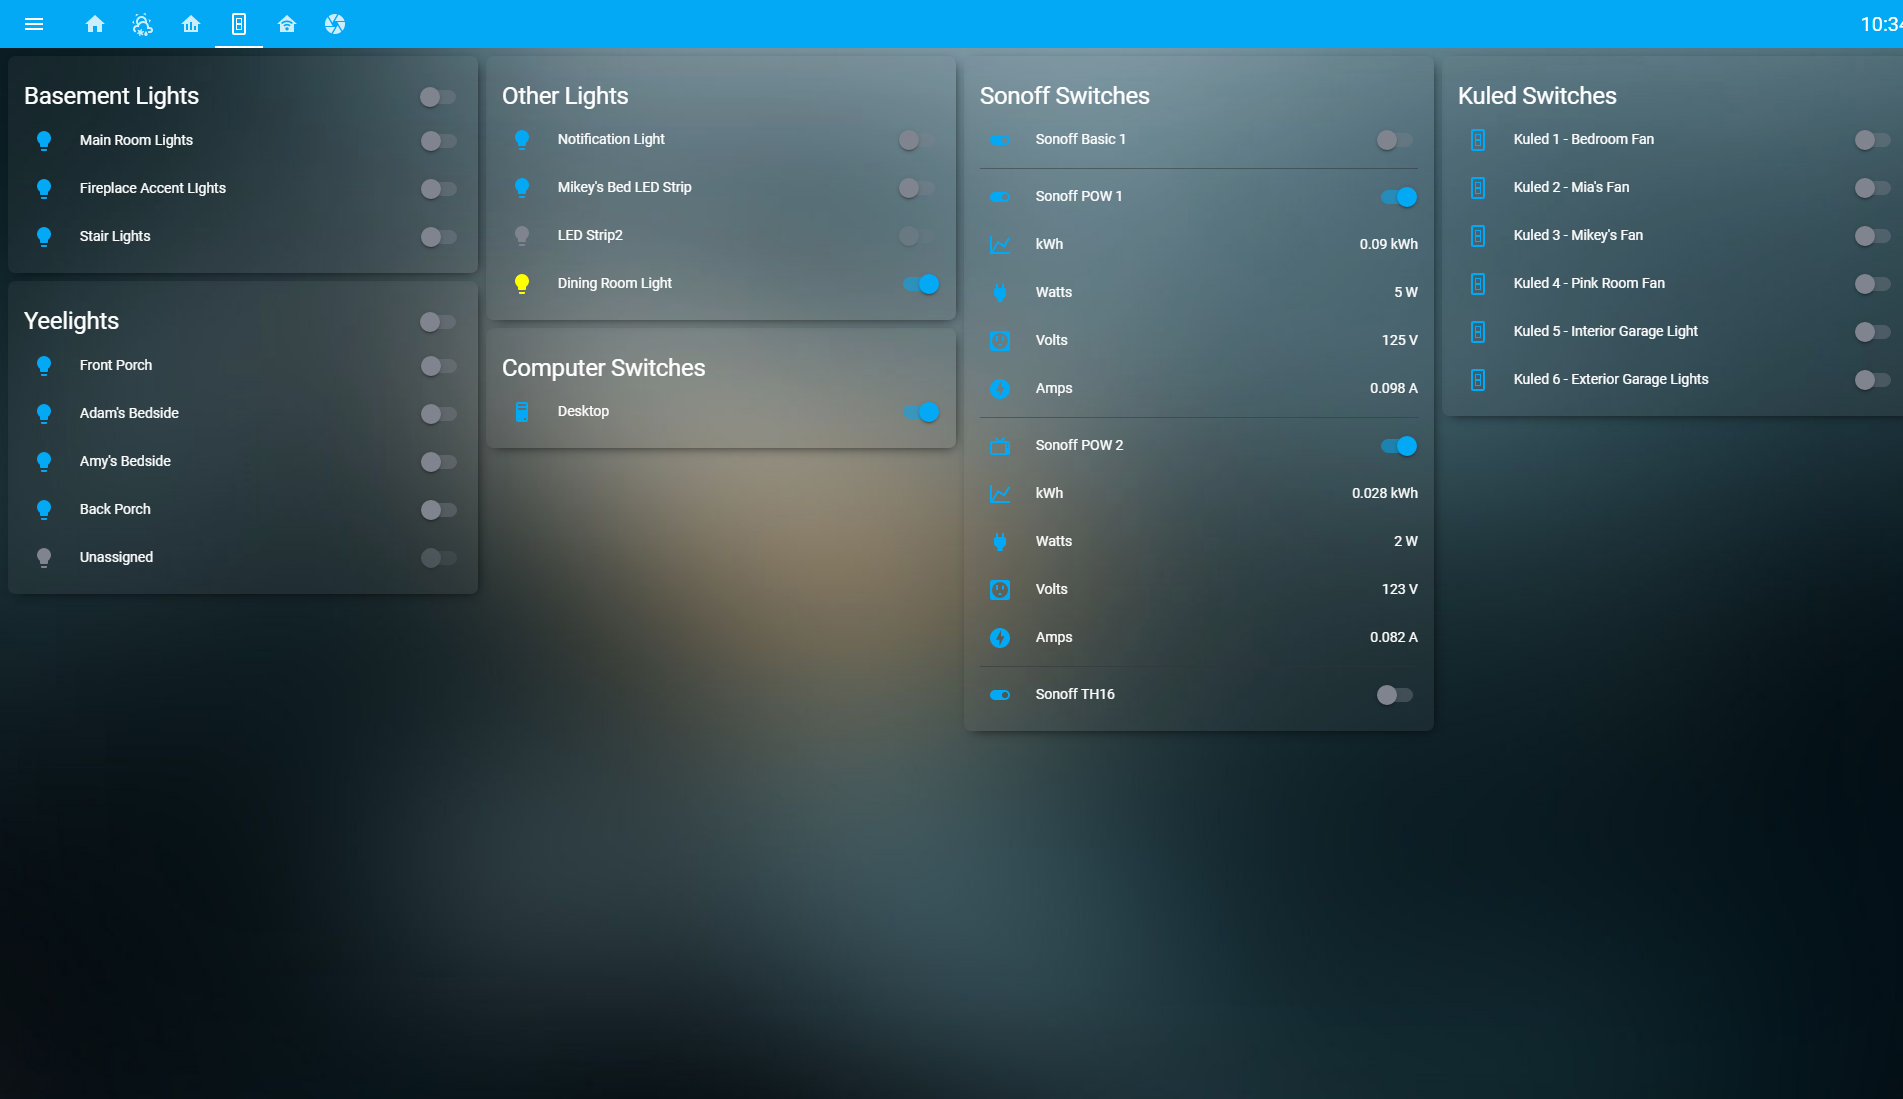 10:34
Basement Lights
Main Room Lights
Fireplace Accent LIghts
Stair Lights
Yeelights
Front Porch
Adam's Bedside
Amy's Bedside
Back Porch
Unassigned
Other Lights
Notification Light
Mikey's Bed LED Strip
LED Strip2
Dining Room Light
Computer Switches
Desktop
Sonoff Switches
Sonoff Basic 1
Sonoff POW 1
kWh 0.09 kWh
Watts 5 W
Volts 125 V
Amps 0.098 A
Sonoff POW 2
kWh 0.028 kWh
Watts 2 W
Volts 123 V
Amps 0.082 A
Sonoff TH16
Kuled Switches
Kuled 1 - Bedroom Fan
Kuled 2 - Mia's Fan
Kuled 3 - Mikey's Fan
Kuled 4 - Pink Room Fan
Kuled 5 - Interior Garage Light
Kuled 6 - Exterior Garage Lights